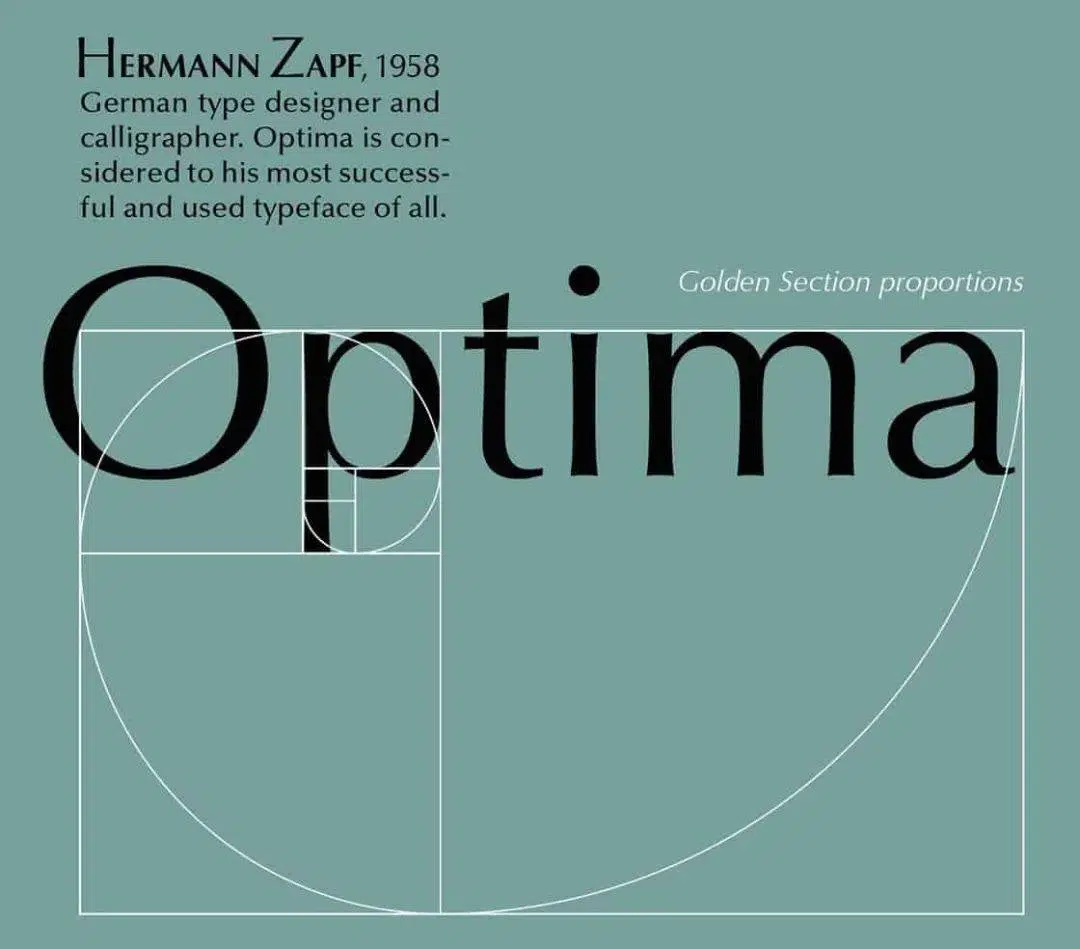 HERMANN ZAPF, 1958
German type designer and
calligrapher. Optima is con-
sidered to his most success-
ful and used typeface of all.
Golden Section proportions
Optima